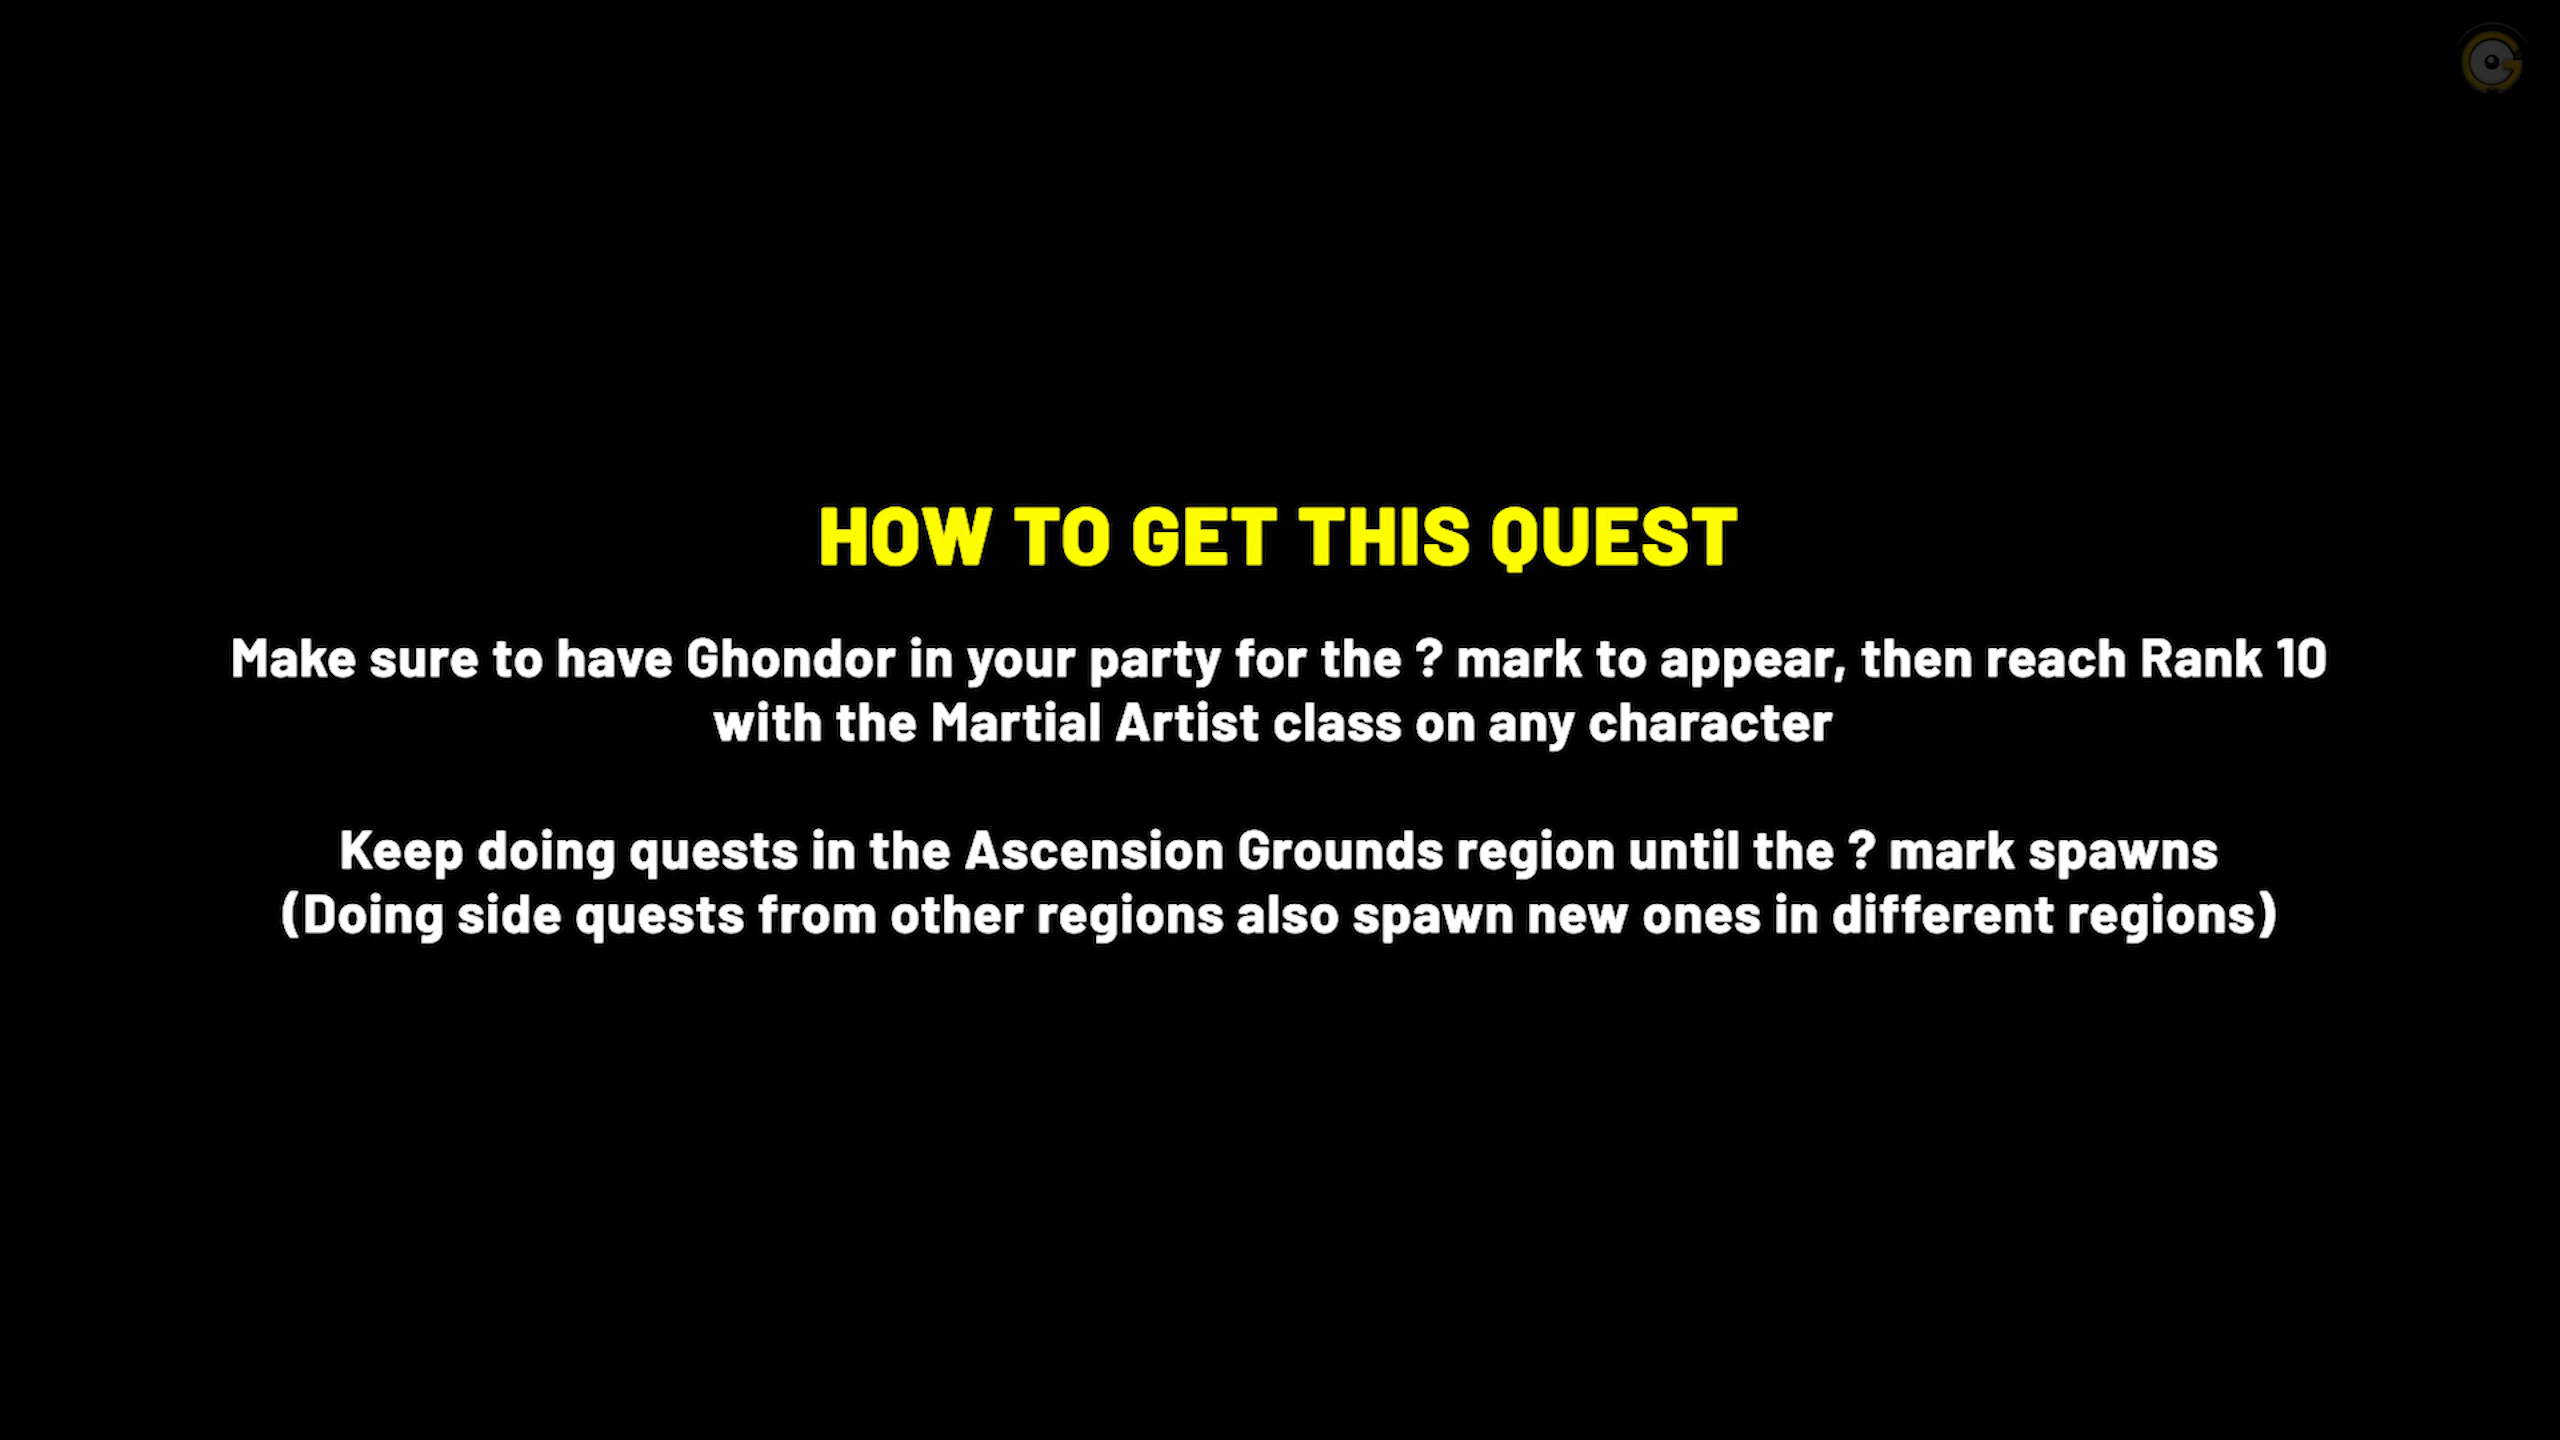 HOW TO GET THIS QUEST
Make sure to have Ghondor in your party for the ? mark to appear, then reach Rank 10
with the Martial Artist class on any character
Keep doing quests in the Ascension Grounds region until the ? mark spawns
(Doing side quests from other regions also spawn new ones in different regions)